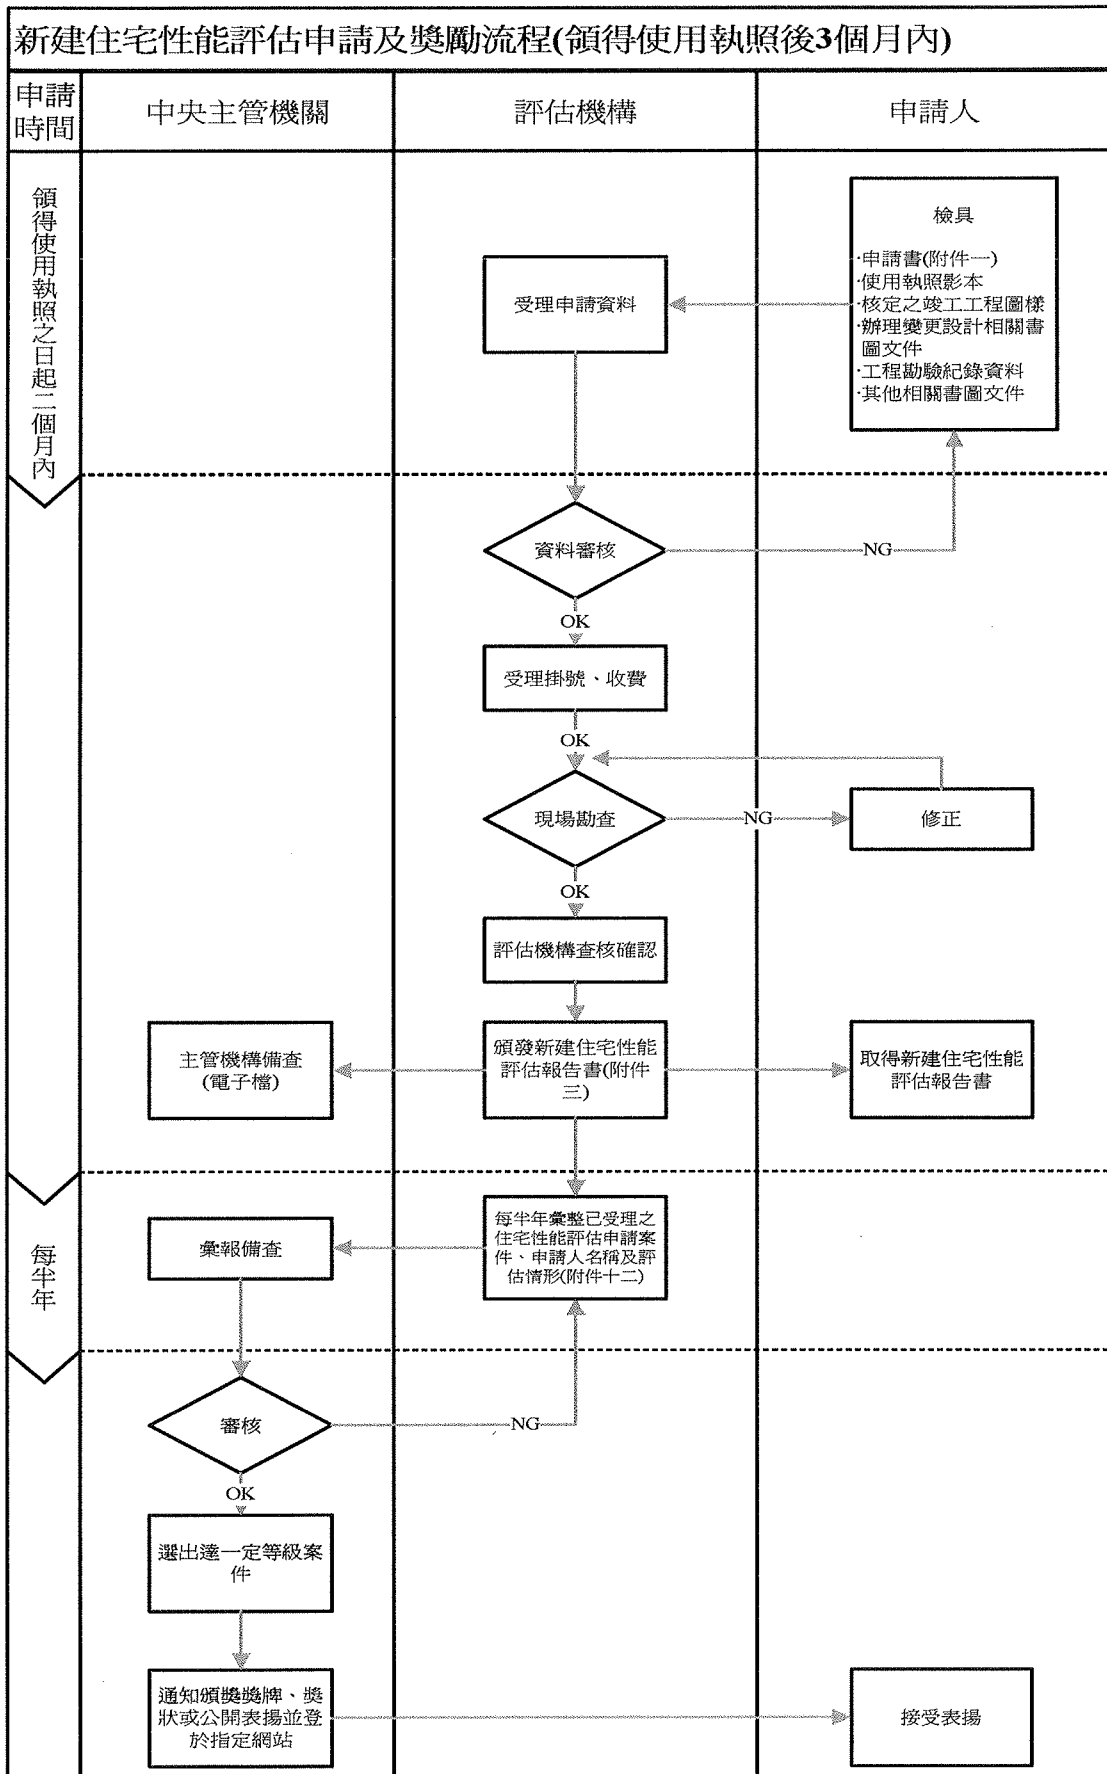 新建住宅性能評估申請及獎勵流程(領得使用執照後3個月內)
申請
時間
中央主管機關
評估機構
申請人
領得使用執照之日起二個月內
檢具
·申請書(附件一)
·使用執照影本
·核定之竣工工程圖樣
·辦理變更設計相關書
圖文件
·工程勘驗紀錄資料
·其他相關書圖文件
受理申請資料
資料審核
NG
OK
受理掛號、收費
OK
現場勘查
NG
修正
OK
評估機構查核確認
主管機構備查
(電子檔)
頒發新建住宅性能
評估報告書(附件
三)
取得新建住宅性能
評估報告書
每半年
彙報備查
每半年彙整已受理之
住宅性能評估申請案
件、申請人名稱及評
估情形(附件十二)
審核
NG
OK
選出達一定等級案
件
通知頒獎獎牌、獎
狀或公開表揚並登
於指定網站
接受表揚